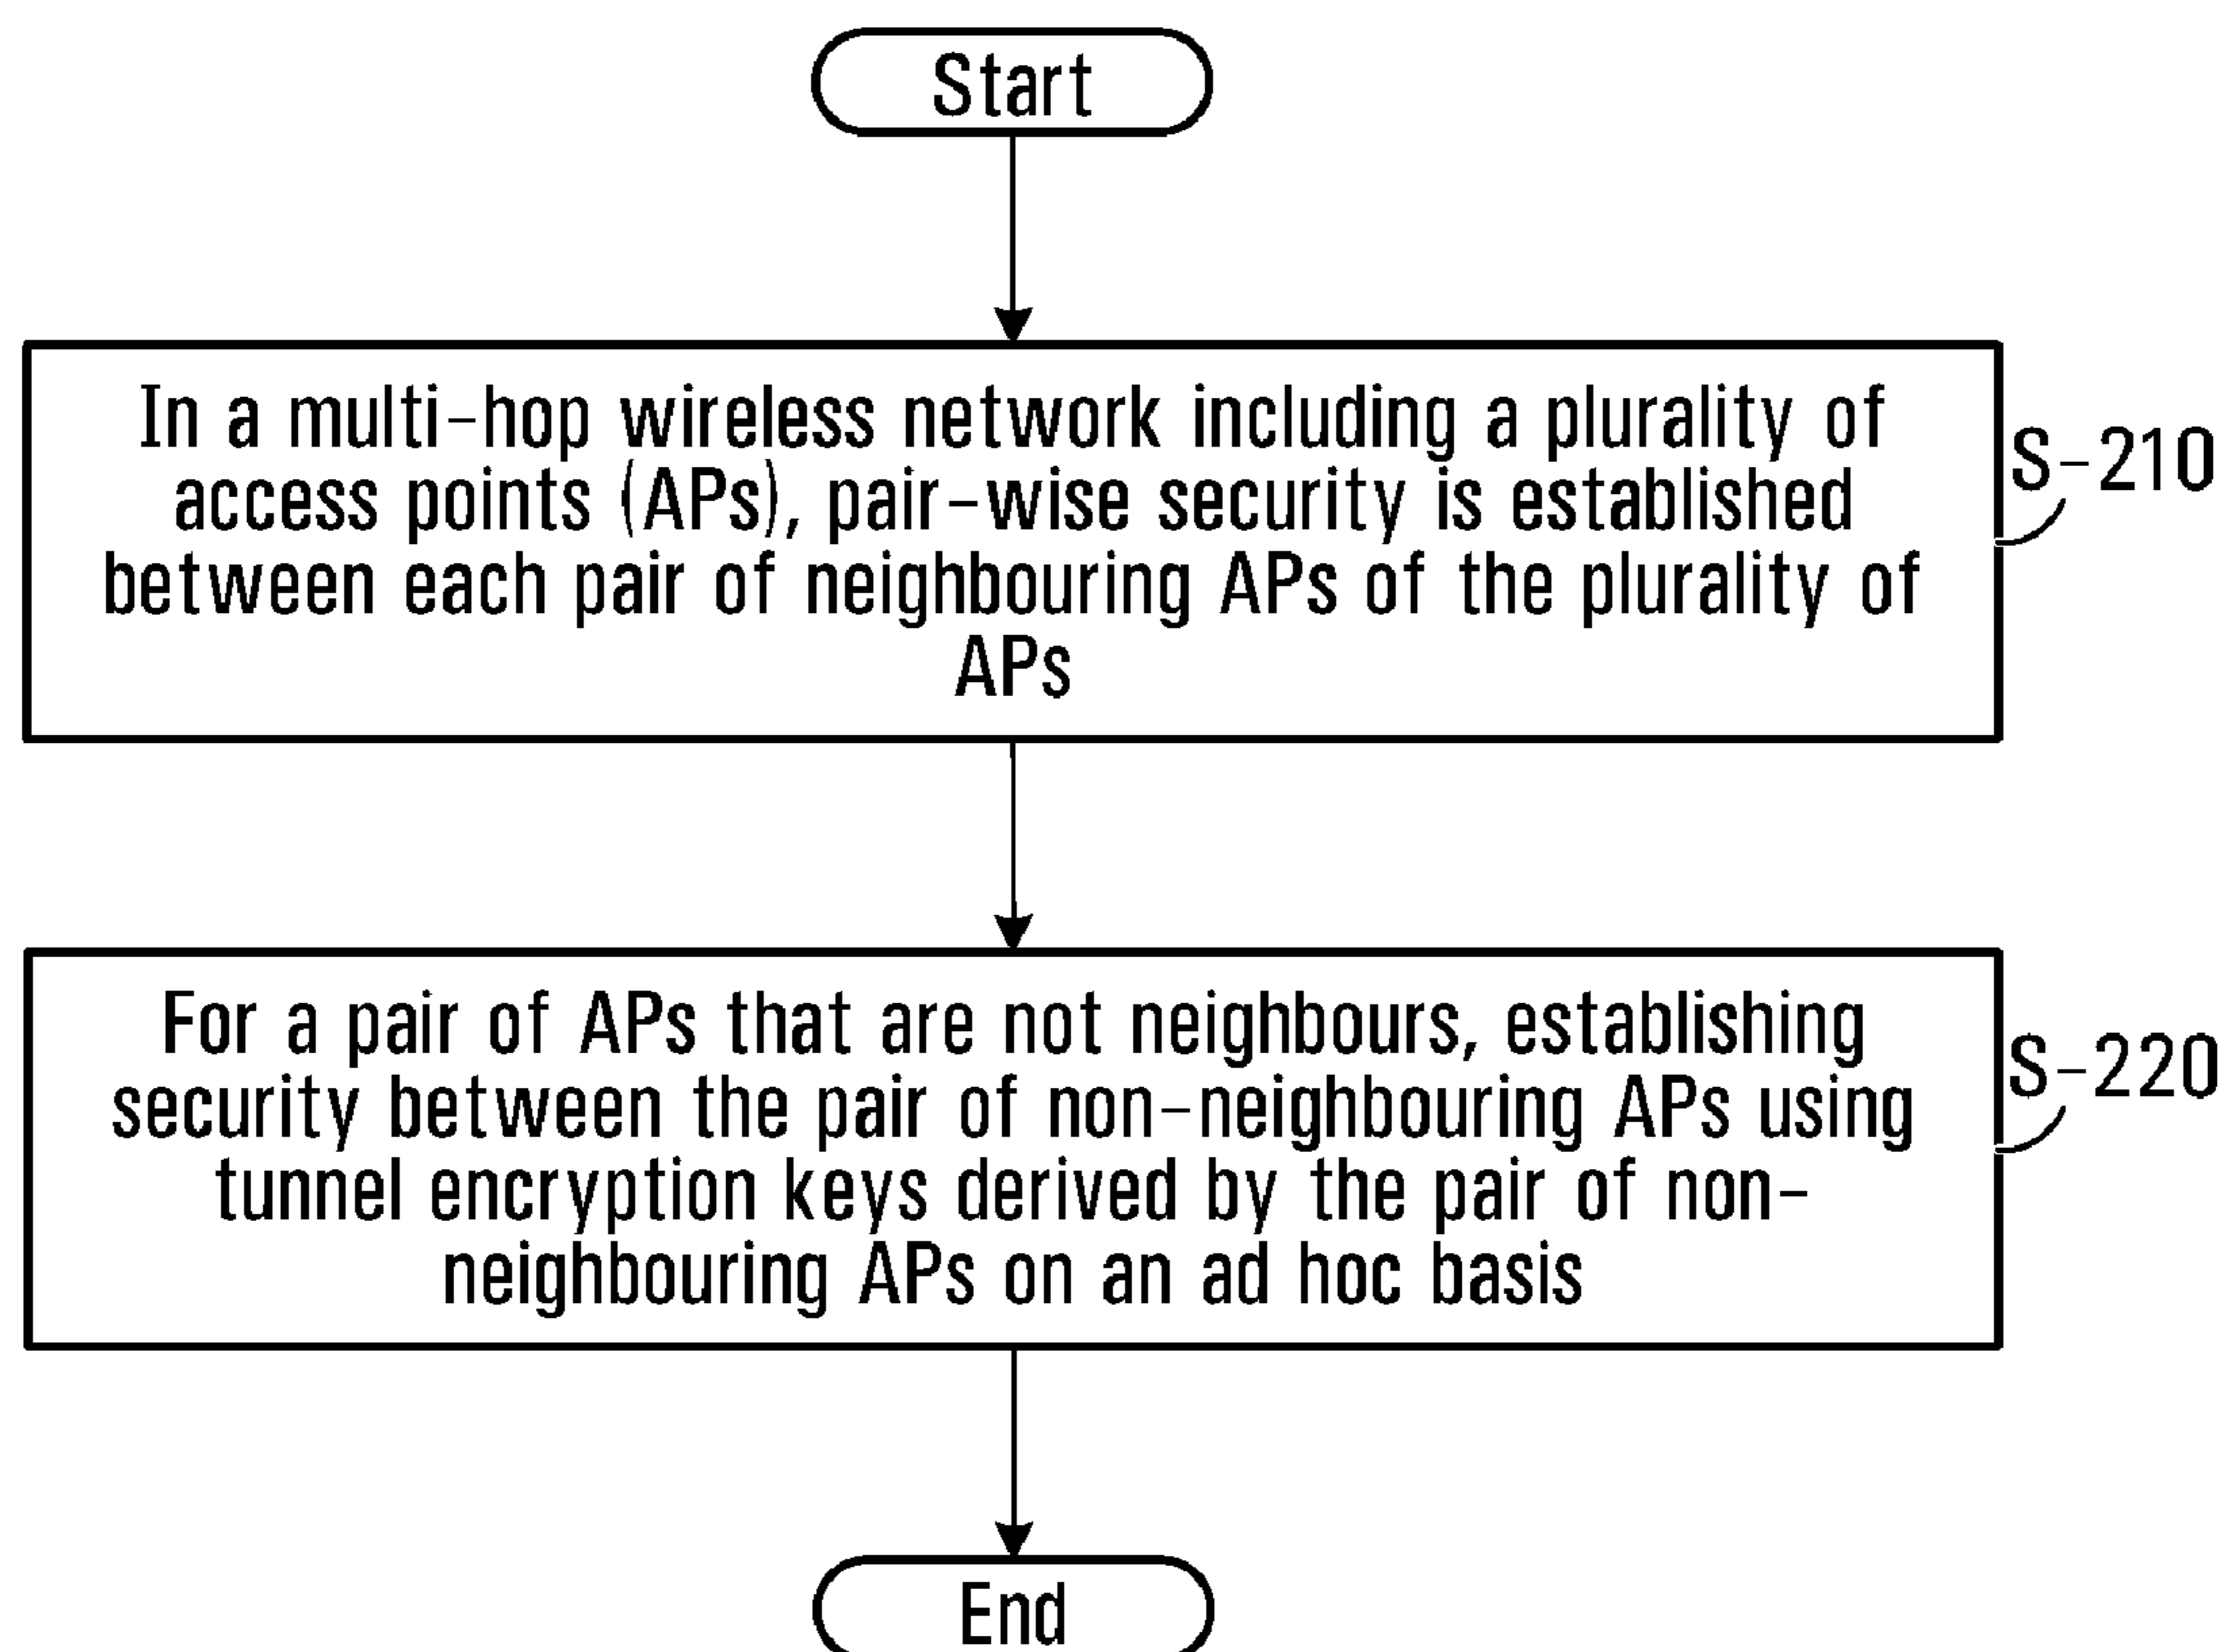 Start
In a multi-hop wireless network including a plurality of
access points (APs), pair-wise security is established
between each pair of neighbouring APs of the plurality of
APs
S-210
For a pair of APs that are not neighbours, establishing
security between the pair of non-neighbouring APs using
tunnel encryption keys derived by the pair of non-
neighbouring APs on an ad hoc basis
S-220
End